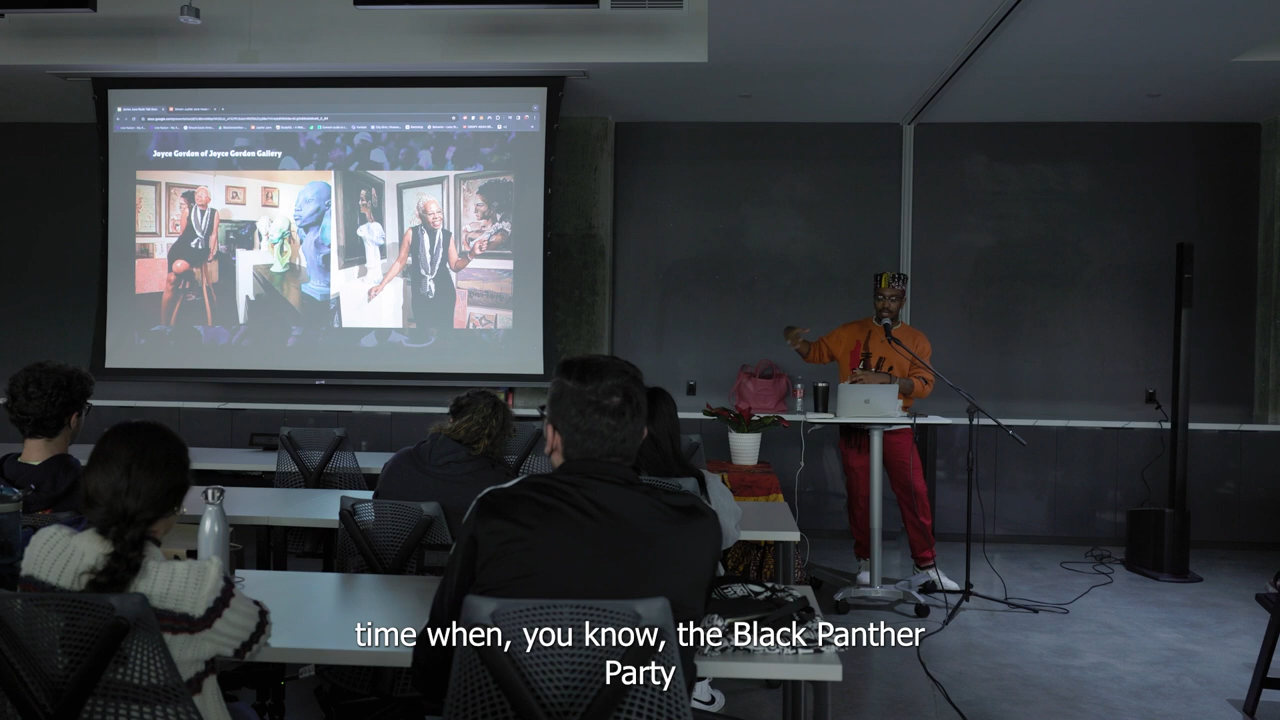 Joyce Gordon of Joyce Gordon Gallery
time when, you know, the Black Panther
Party